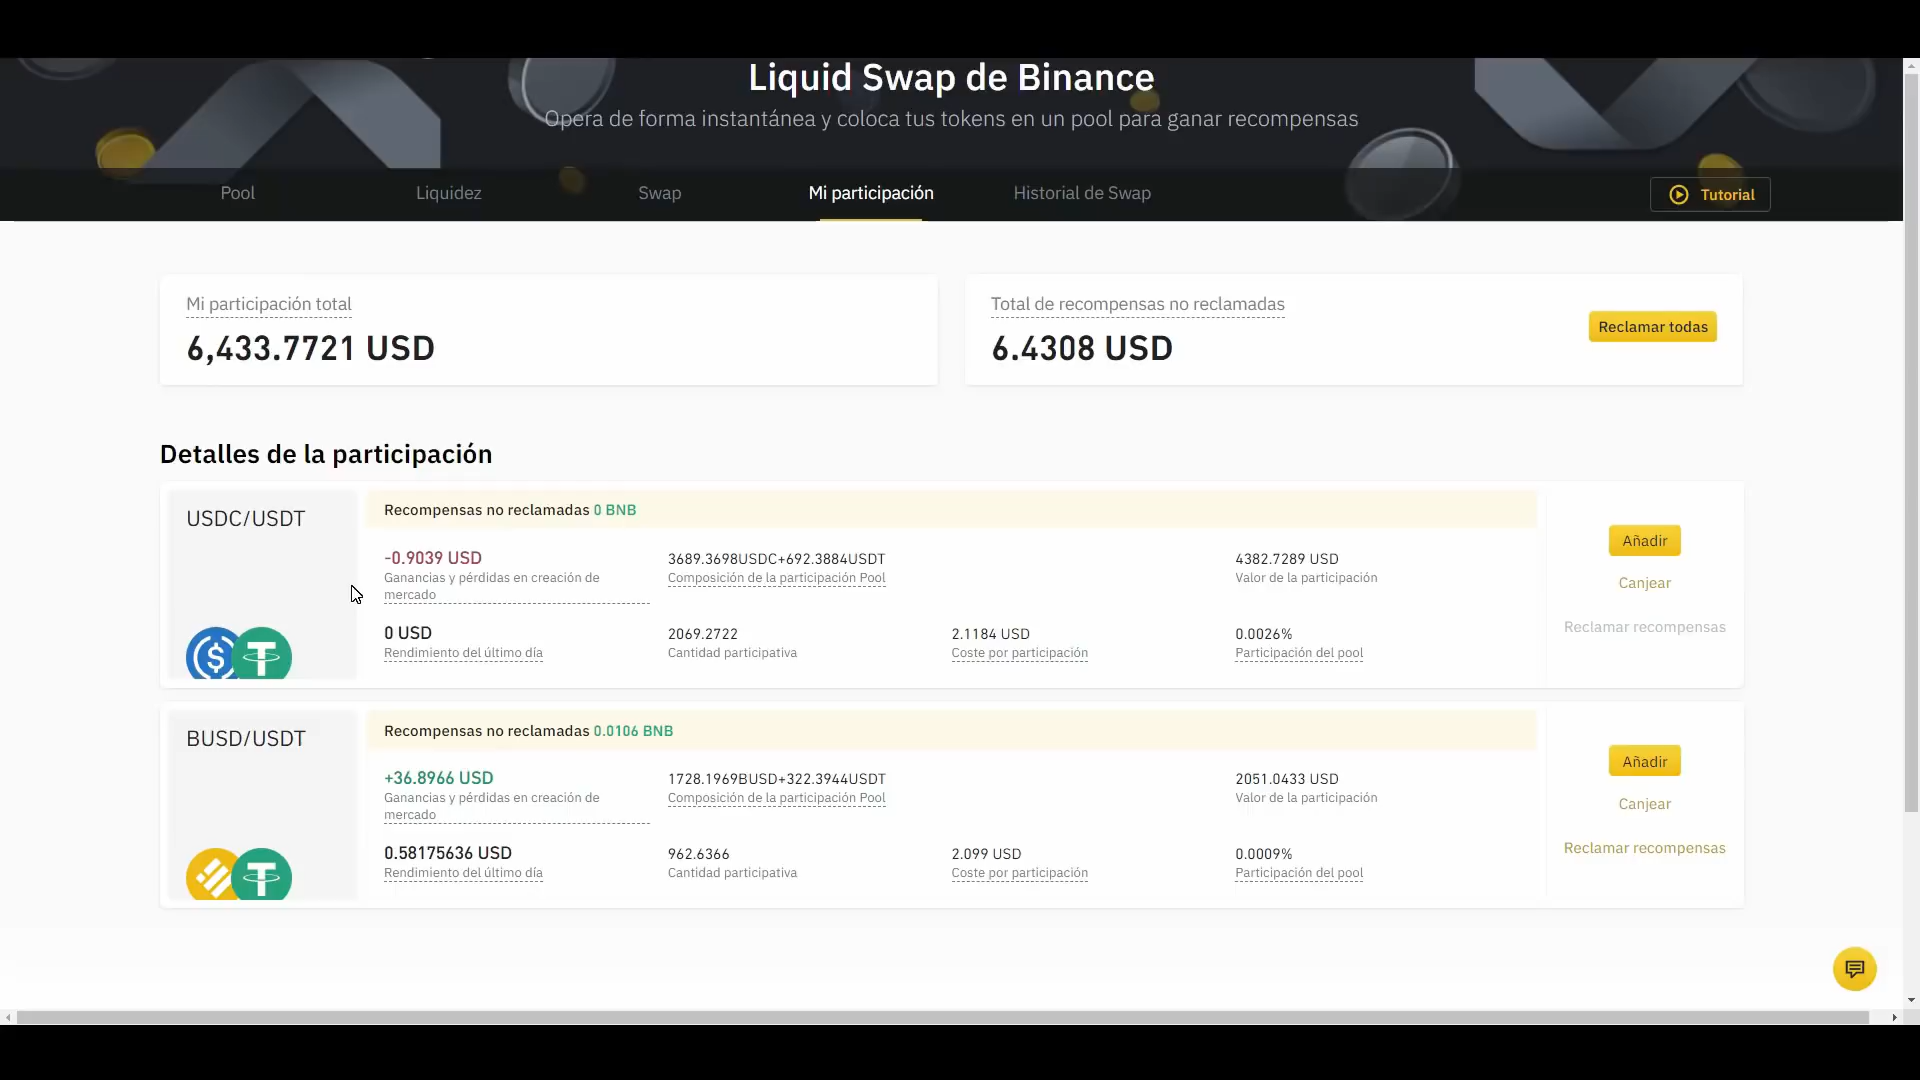 Liquid Swap de Binance
Opera de forma instantánea y coloca tus tokens en un pool para ganar recompensas
Pool Liquidez Swap Mi participación Historial de Swap Tutorial
Mi participación total
6,433.7721 USD
Total de recompensas no reclamadas
6.4308 USD
Reclamar todas
Detalles de la participación
USDC/USDT
Recompensas no reclamadas 0 BNB
-0.9039 USD
Ganancias y pérdidas en creación de
mercado
3689.3698USDC+692.3884USDT
Composición de la participación Pool
4382.7289 USD
Valor de la participación
0 USD
Rendimiento del último día
2069.2722
Cantidad participativa
2.1184 USD
Coste por participación
0.0026%
Participación del pool
Añadir
Canjear
Reclamar recompensas
BUSD/USDT
Recompensas no reclamadas 0.0106 BNB
+36.8966 USD
Ganancias y pérdidas en creación de
mercado
1728.1969BUSD+322.3944USDT
Composición de la participación Pool
2051.0433 USD
Valor de la participación
0.58175636 USD
Rendimiento del último día
962.6366
Cantidad participativa
2.099 USD
Coste por participación
0.0009%
Participación del pool
Añadir
Canjear
Reclamar recompensas